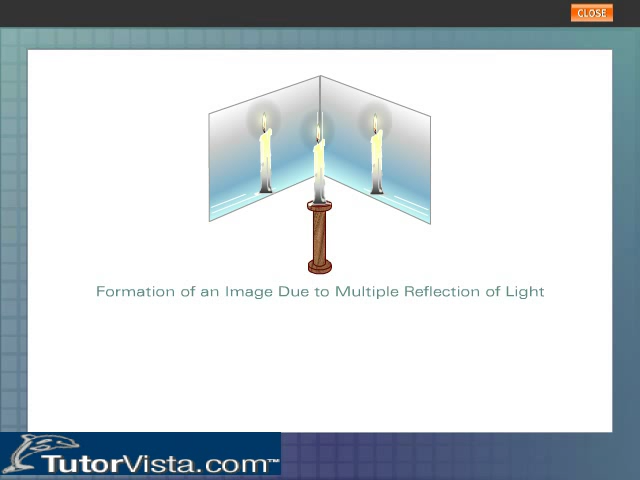 CLOSE
Formation of an Image Due to Multiple Reflection of Light
TutorVista.com™